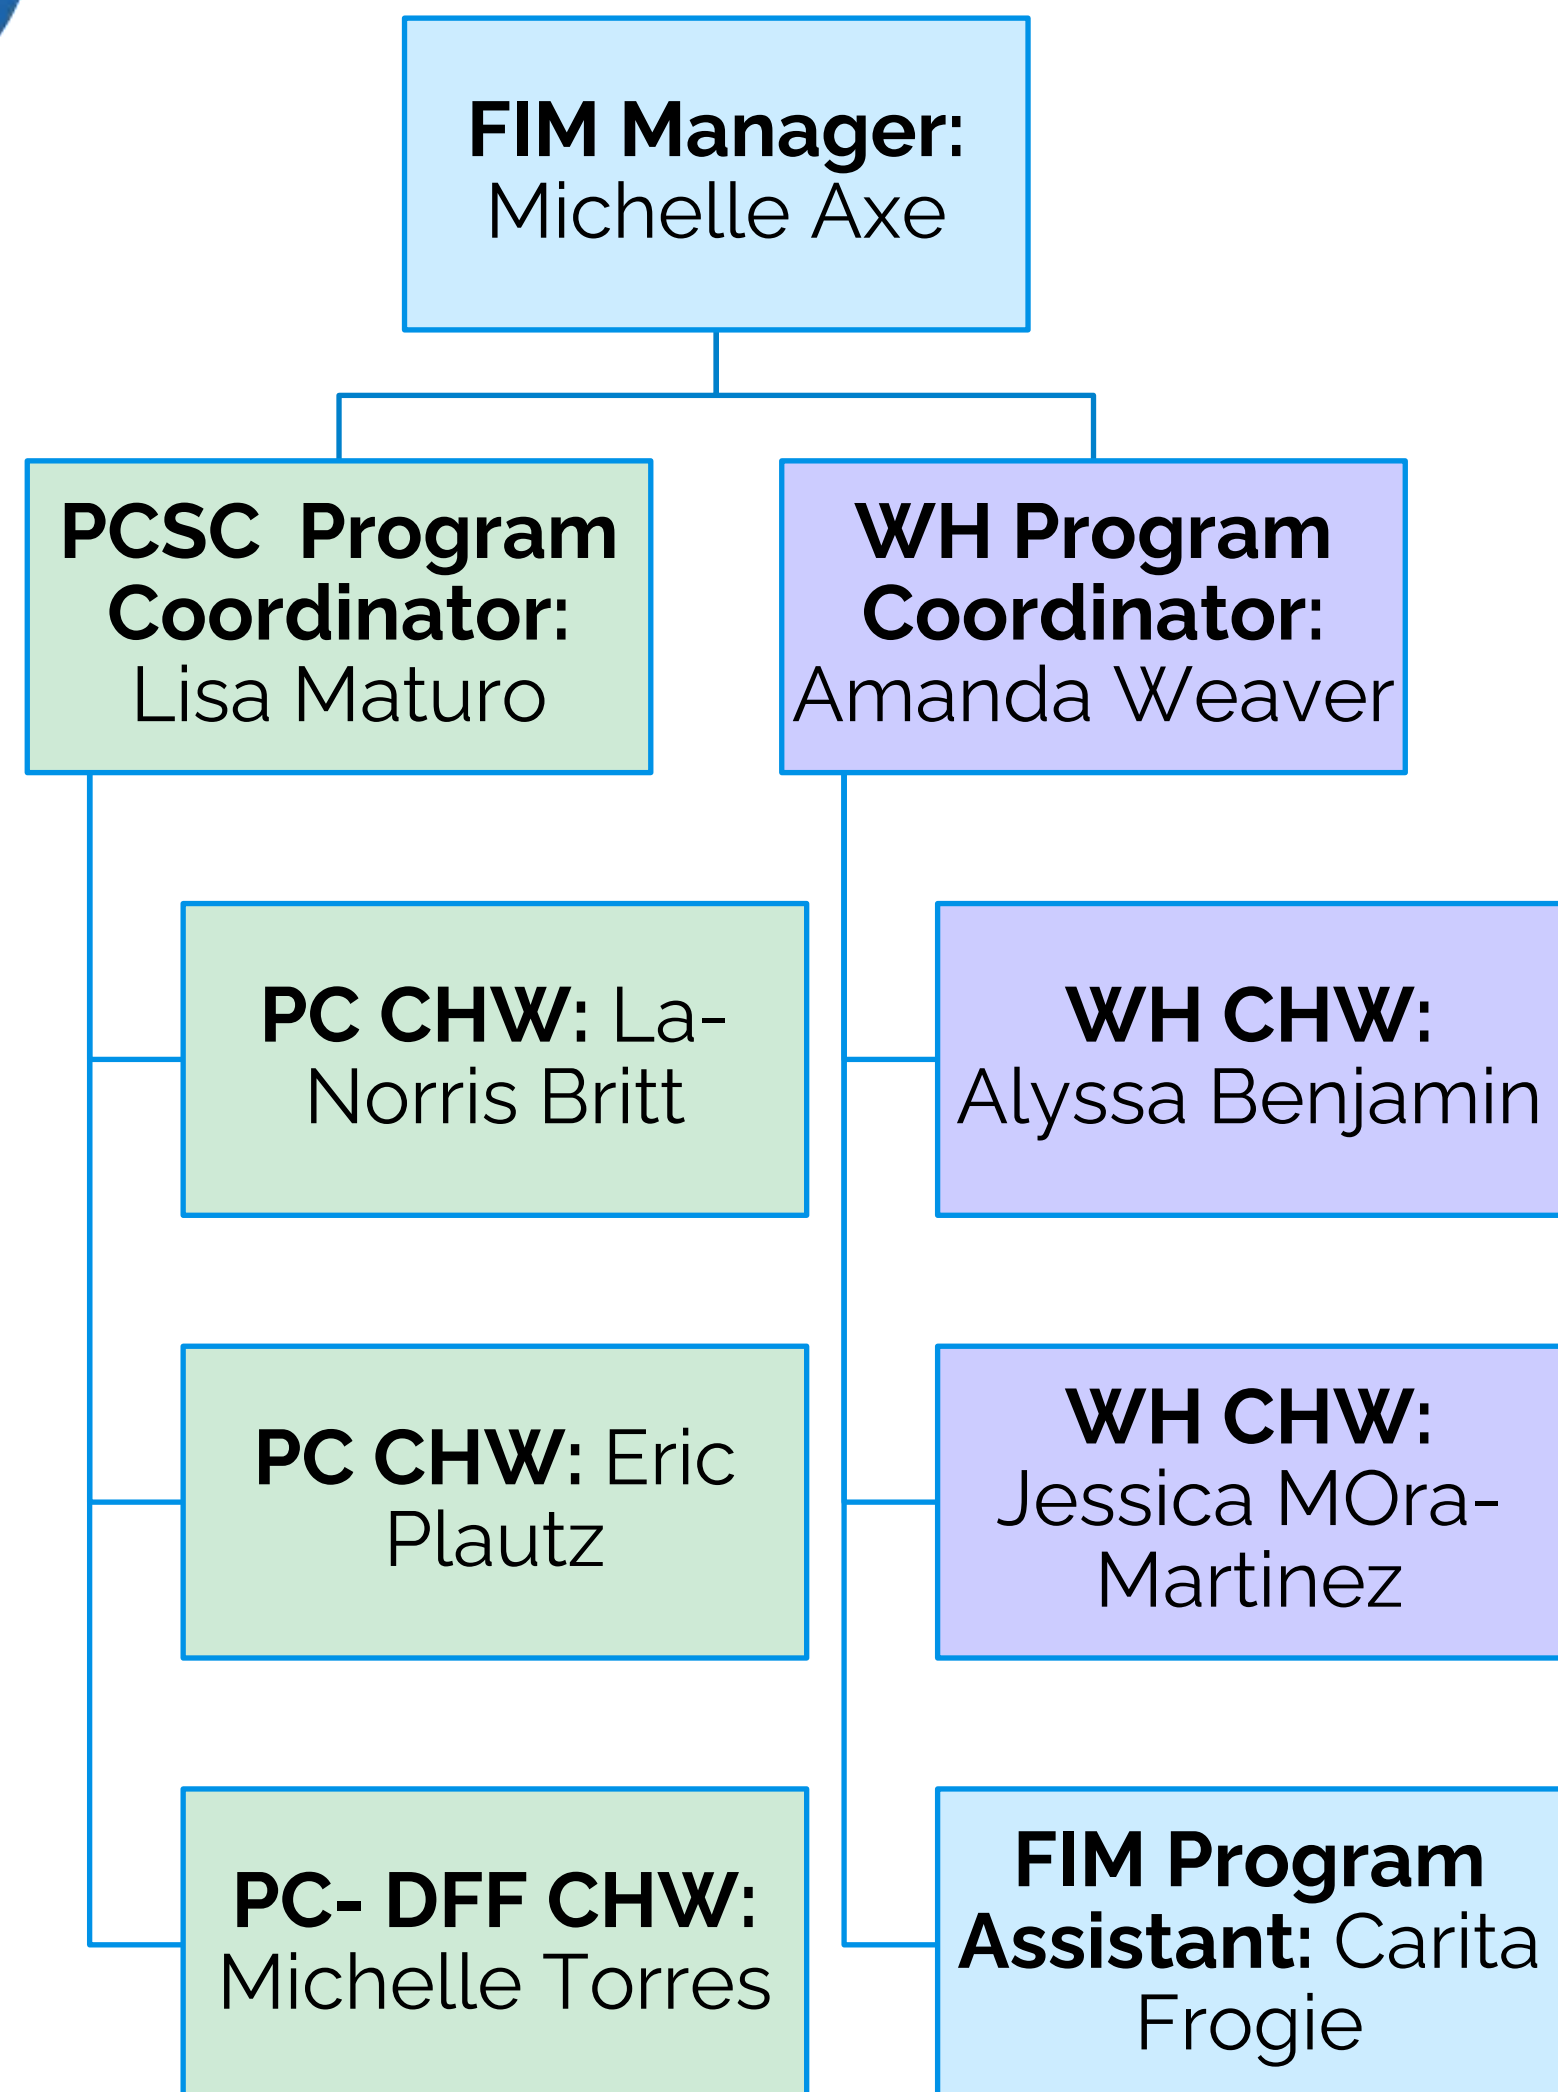 FIM Manager:
Michelle Axe
PCSC  Program
Coordinator:
Lisa Maturo
WH Program
Coordinator:
Amanda Weaver
PC CHW: La-
Norris Britt
WH CHW:
Alyssa Benjamin
PC CHW: Eric
Plautz
WH CHW:
Jessica MOra-
Martinez
PC- DFF CHW:
Michelle Torres
FIM Program
Assistant: Carita
Frogie